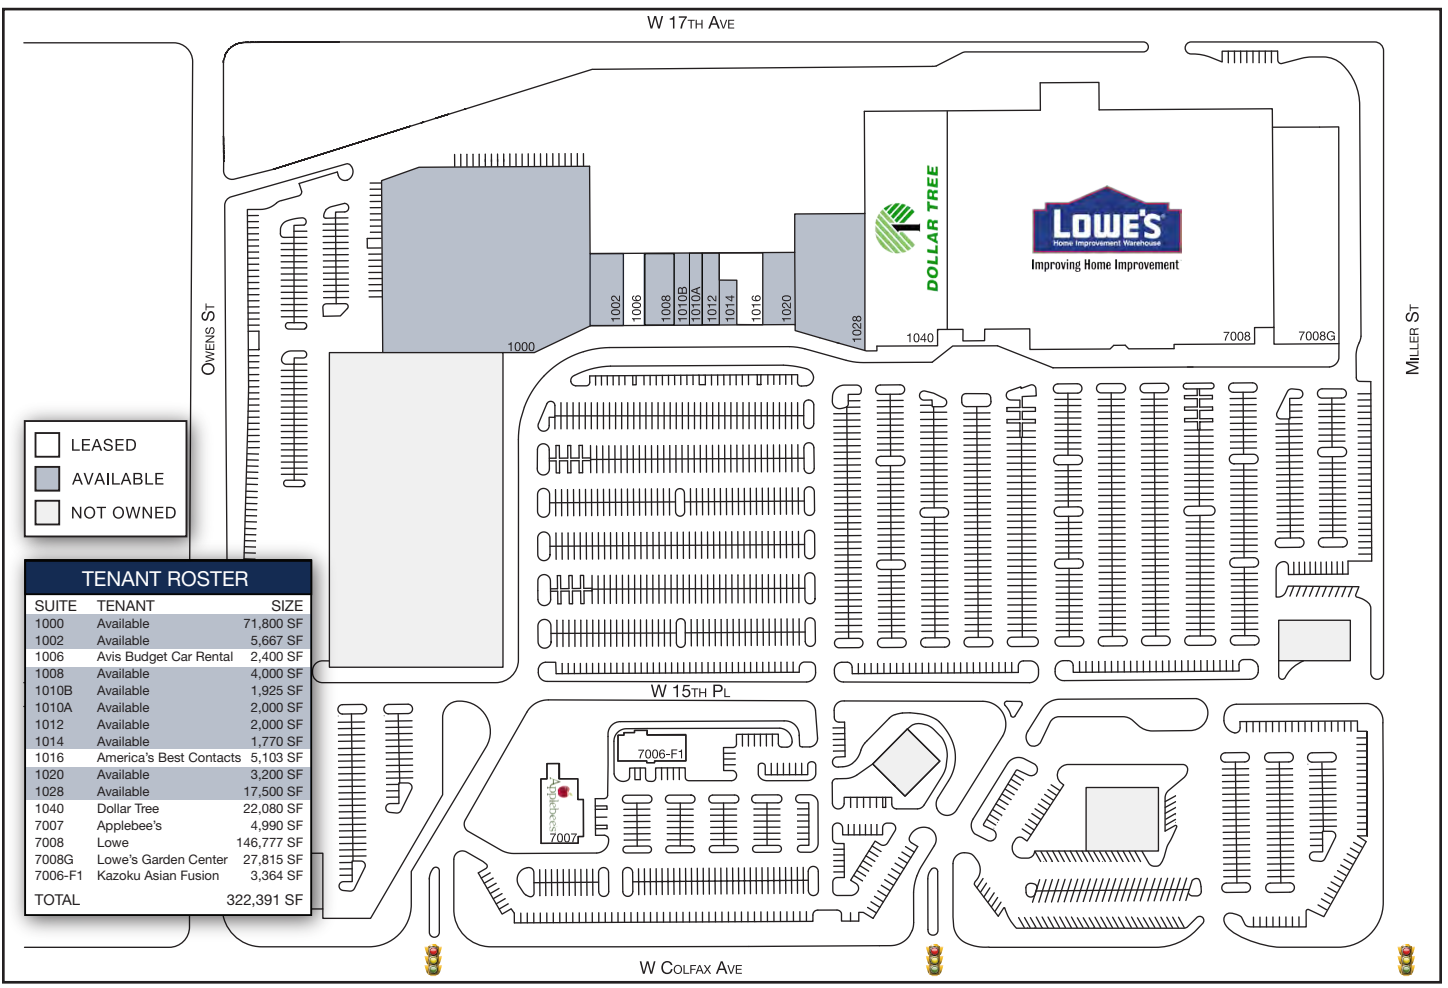 W 17TH AVE
OWENS ST
MILLER ST
DOLLAR TREE
LOWE'S
Home Improvement Warehouse
Improving Home Improvement
1000
1002
1006
1008
1010B
1010A
1012
1014
1016
1020
1028
1040
7008
7008G
LEASED
AVAILABLE
NOT OWNED
TENANT ROSTER
SUITE TENANT SIZE
1000 Available 71,800 SF
1002 Available 5,667 SF
1006 Avis Budget Car Rental 2,400 SF
1008 Available 4,000 SF
1010B Available 1,925 SF
1010A Available 2,000 SF
1012 Available 2,000 SF
1014 Available 1,770 SF
1016 America's Best Contacts 5,103 SF
1020 Available 3,200 SF
1028 Available 17,500 SF
1040 Dollar Tree 22,080 SF
7007 Applebee's 4,990 SF
7008 Lowe 146,777 SF
7008G Lowe's Garden Center 27,815 SF
7006-F1 Kazoku Asian Fusion 3,364 SF
TOTAL 322,391 SF
W 15TH PL
7006-F1
Applebee's
7007
W COLFAX AVE